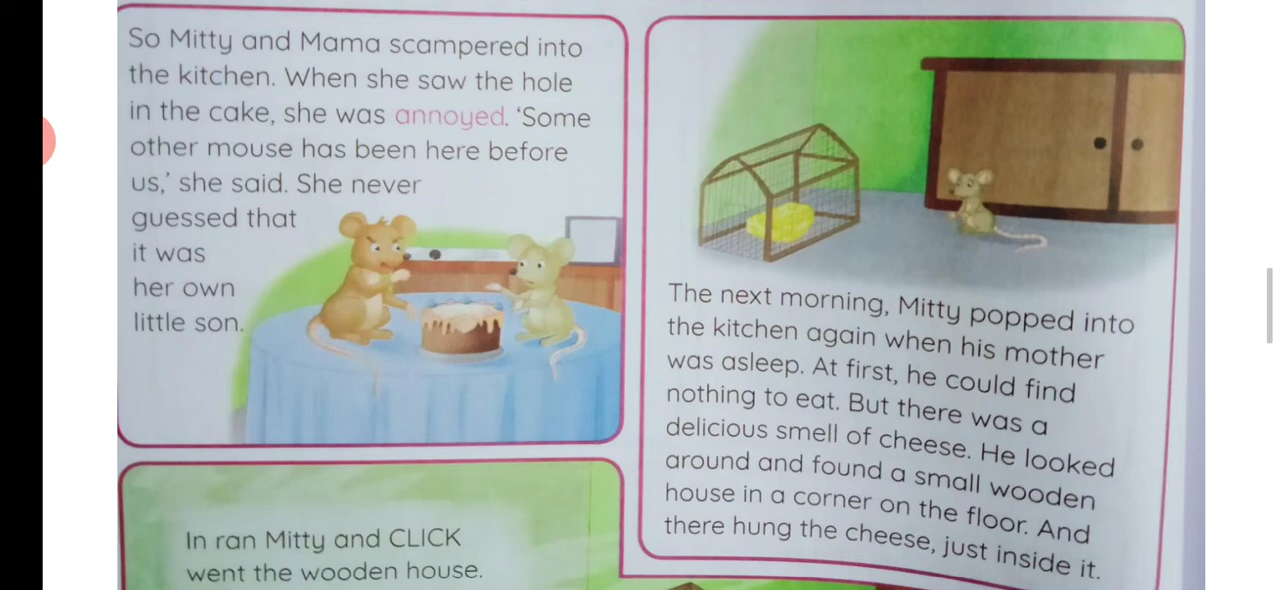 So Mitty and Mama scampered into
the kitchen. When she saw the hole
in the cake, she was annoyed. ‘Some
other mouse has been here before
us,’ she said. She never
guessed that
it was
her own
little son.
The next morning, Mitty popped into
the kitchen again when his mother
was asleep. At first, he could find
nothing to eat. But there was a
delicious smell of cheese. He looked
around and found a small wooden
house in a corner on the floor. And
there hung the cheese, just inside it.
In ran Mitty and CLICK
went the wooden house.